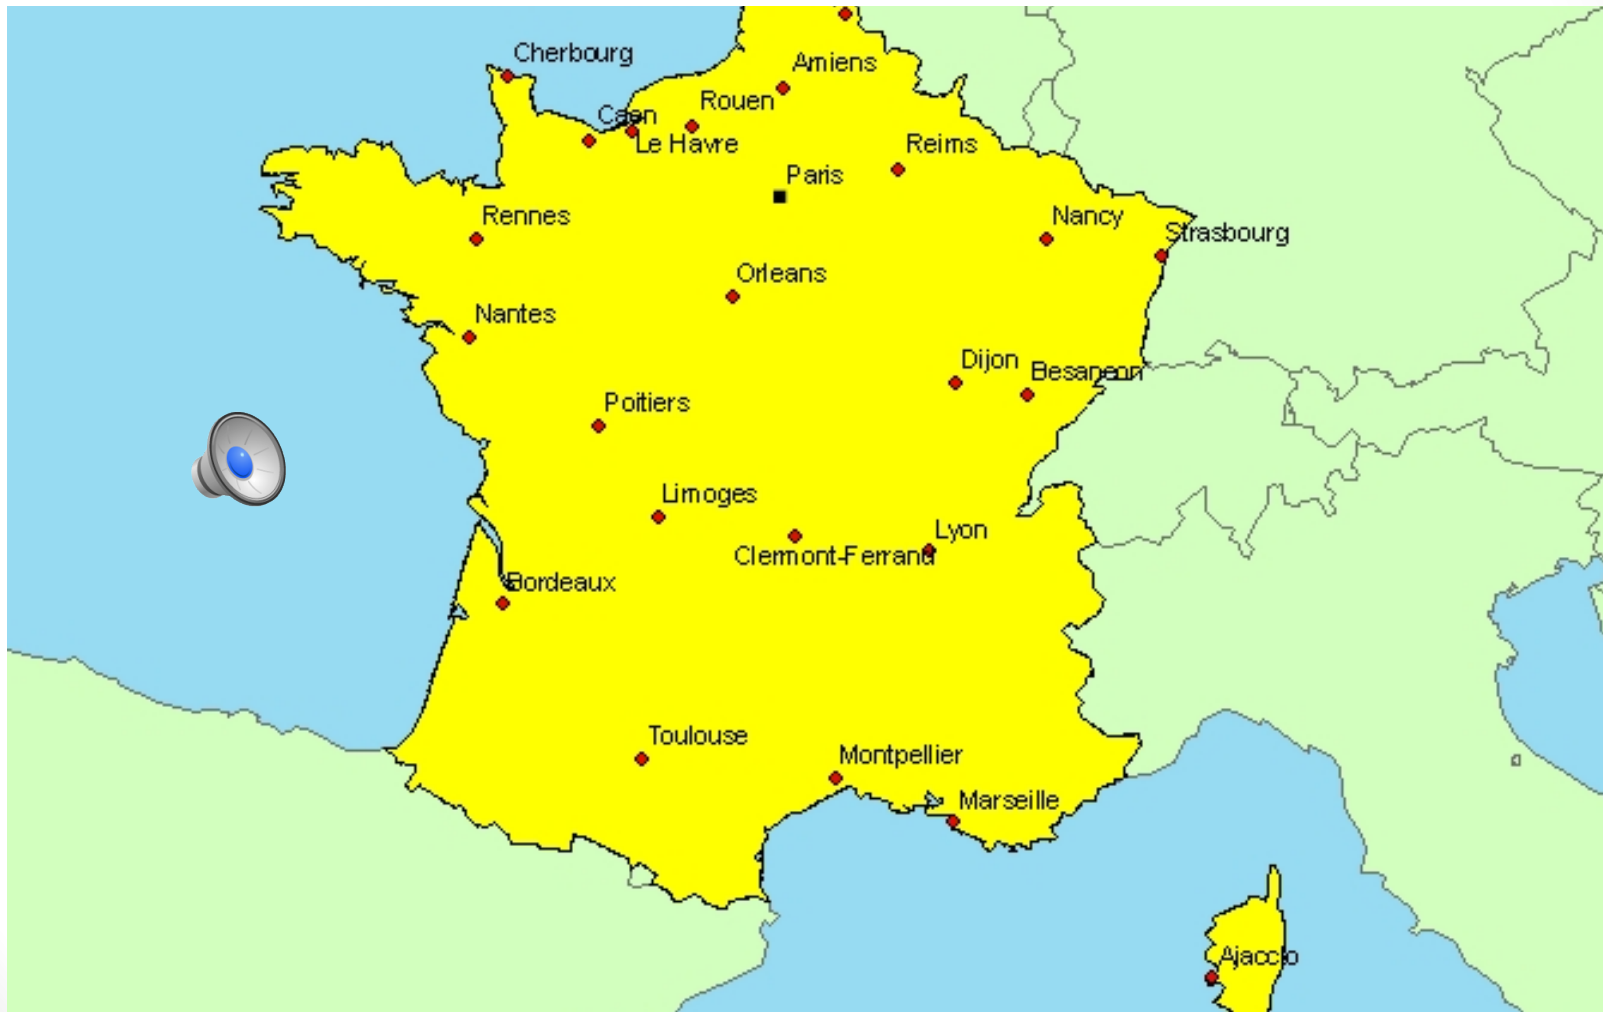 Cherbourg
Amiens
Rouen
Caen
Le Havre
Reims
Paris
Rennes
Nancy
Strasbourg
Orleans
Nantes
Dijon
Besaneon
Poitiers
Limoges
Lyon
Clermont-Ferrand
Bordeaux
Toulouse
Montpellier
Marseille
Ajaccio